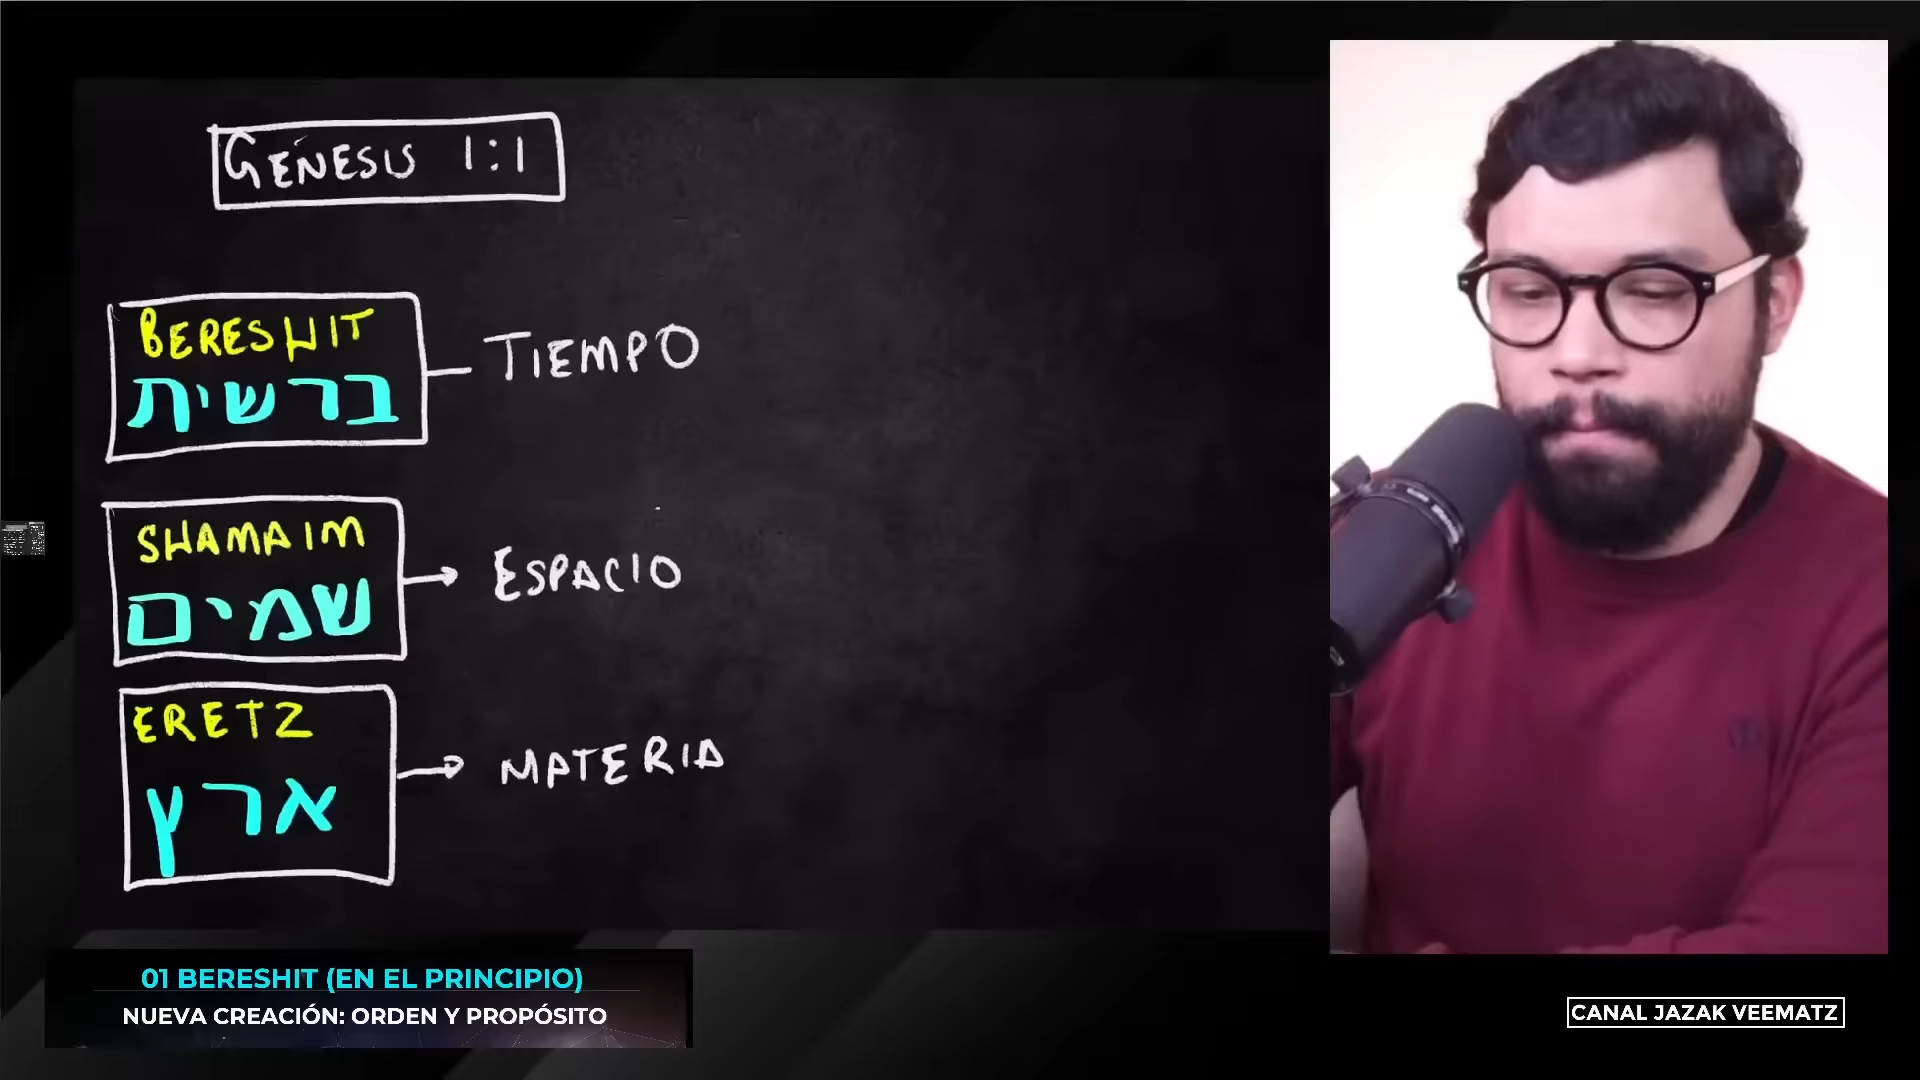 GÉNESIS 1:1
BERESHIT
ברשית
TIEMPO
SHAMAIM
שמים
ESPACIO
ERETZ
ארץ
MATERIA
01 BERESHIT (EN EL PRINCIPIO)
NUEVA CREACIÓN: ORDEN Y PROPÓSITO
CANAL JAZAK VEEMATZ